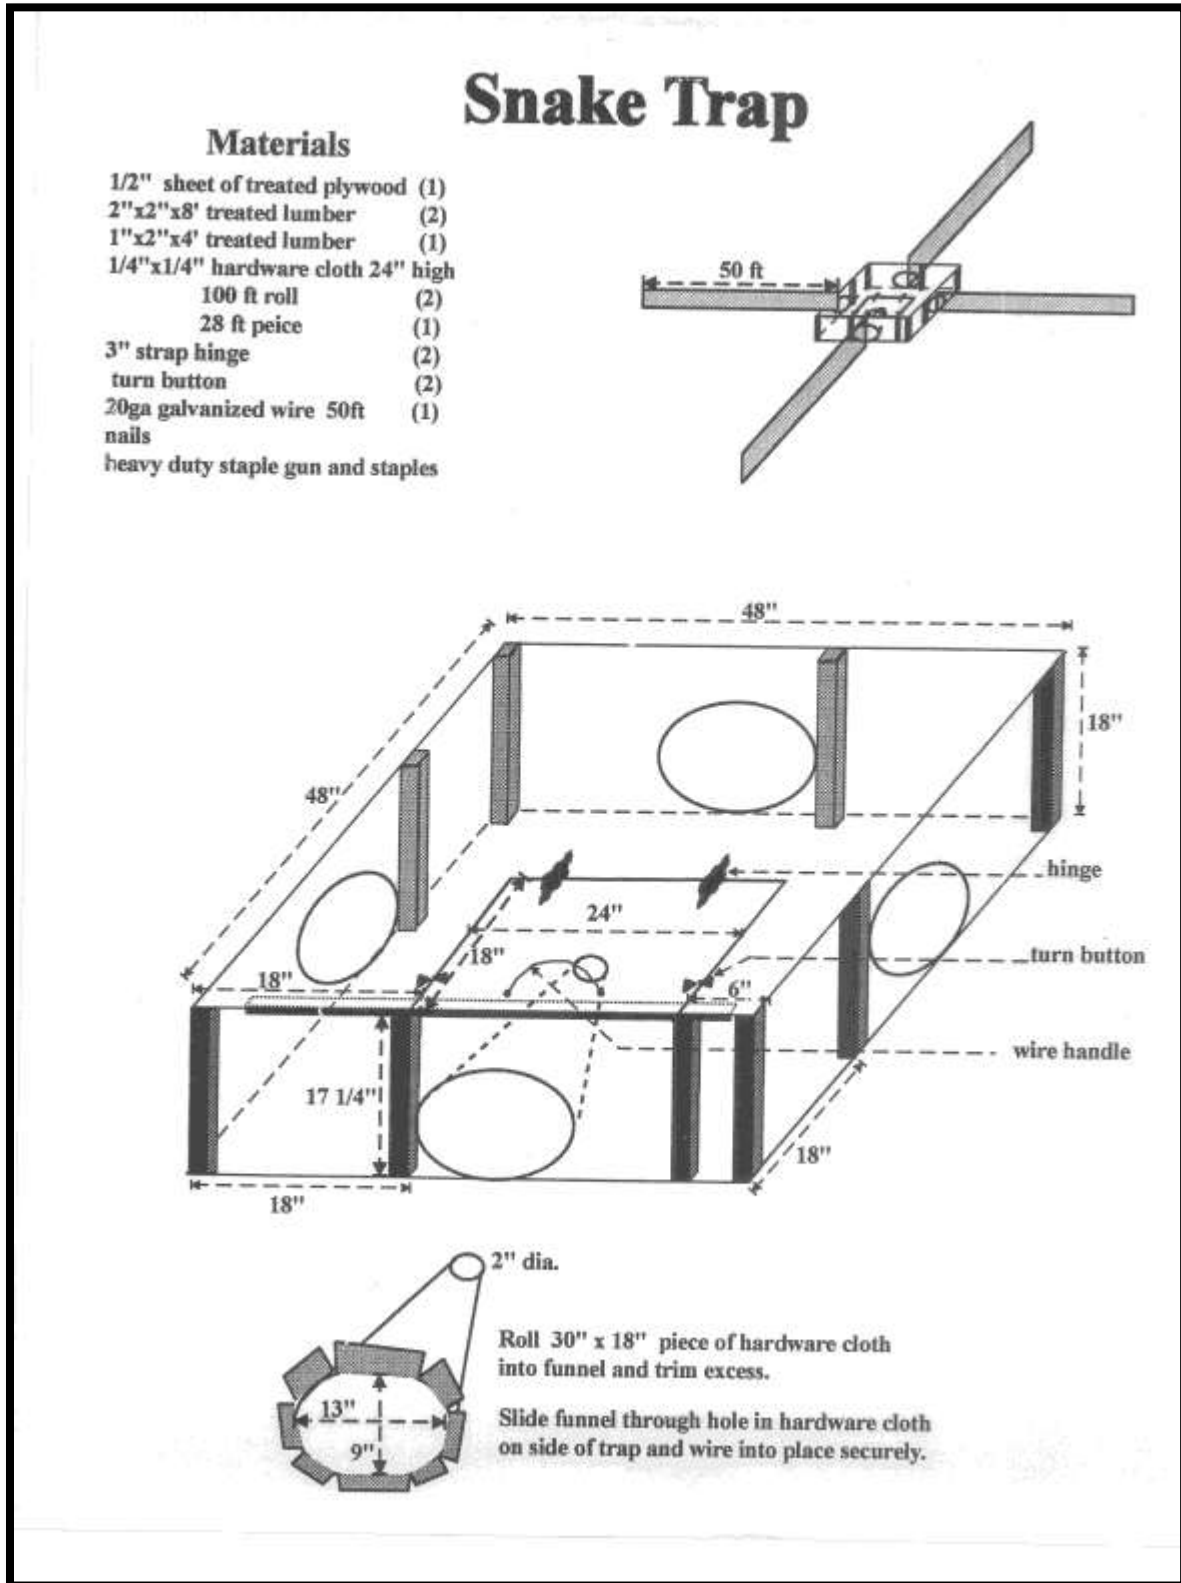 Snake Trap
Materials
1/2" sheet of treated plywood (1)
2"x2"x8' treated lumber (2)
1"x2"x4' treated lumber (1)
1/4"x1/4" hardware cloth 24" high
100 ft roll (2)
28 ft peice (1)
3" strap hinge (2)
turn button (2)
20ga galvanized wire 50ft (1)
nails
heavy duty staple gun and staples
50 ft
48"
18"
48"
hinge
24"
18"
turn button
18"
6"
wire handle
17 1/4"
18"
18"
2" dia.
Roll 30" x 18" piece of hardware cloth
into funnel and trim excess.
13"
Slide funnel through hole in hardware cloth
9"
on side of trap and wire into place securely.